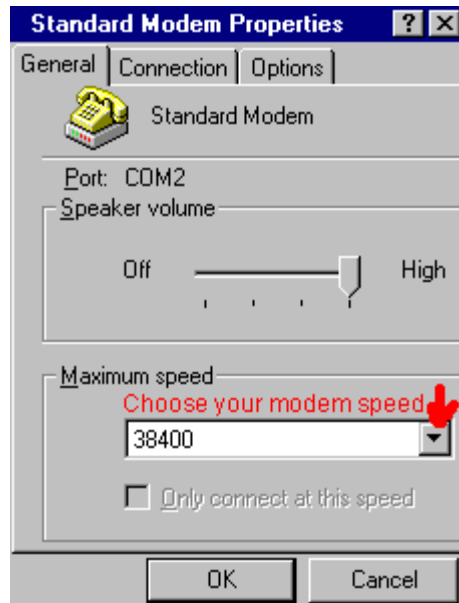 Standard Modem Properties
General Connection Options
Standard Modem
Port: COM2
Speaker volume
Off High
Maximum speed
Choose your modem speed
38400
Only connect at this speed
OK Cancel